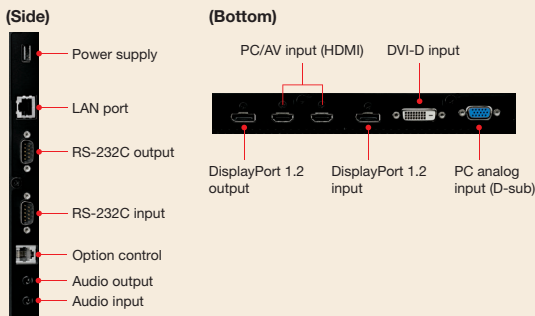 (Side)
Power supply
LAN port
RS-232C output
RS-232C input
Option control
Audio output
Audio input
(Bottom)
PC/AV input (HDMI)
DVI-D input
DisplayPort 1.2
output
DisplayPort 1.2
input
PC analog
input (D-sub)